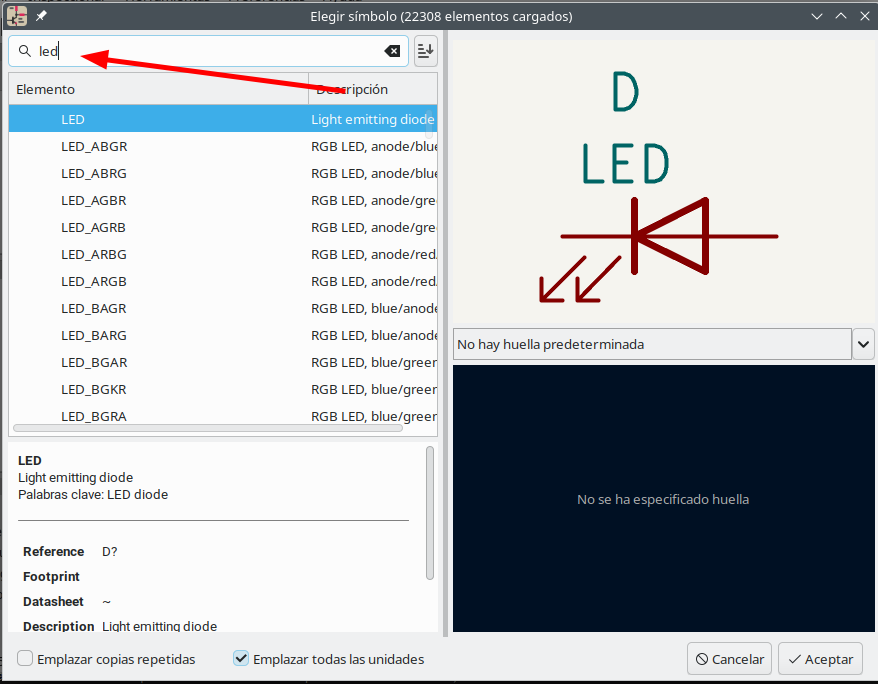 Elegir símbolo (22308 elementos cargados)
led
Elemento Descripción
LED Light emitting diode
LED_ABGR RGB LED, anode/blue
LED_ABRG RGB LED, anode/blue
LED_AGBR RGB LED, anode/gre
LED_AGRB RGB LED, anode/gre
LED_ARBG RGB LED, anode/red
LED_ARGB RGB LED, anode/red
LED_BAGR RGB LED, blue/anode
LED_BARG RGB LED, blue/anode
LED_BGAR RGB LED, blue/green
LED_BGKR RGB LED, blue/green
LED_BGRA RGB LED, blue/green
LED
Light emitting diode
Palabras clave: LED diode
Reference D?
Footprint
Datasheet ~
Description Light emitting diode
D
LED
No hay huella predeterminada
No se ha especificado huella
Emplazar copias repetidas
Emplazar todas las unidades
Cancelar
Aceptar